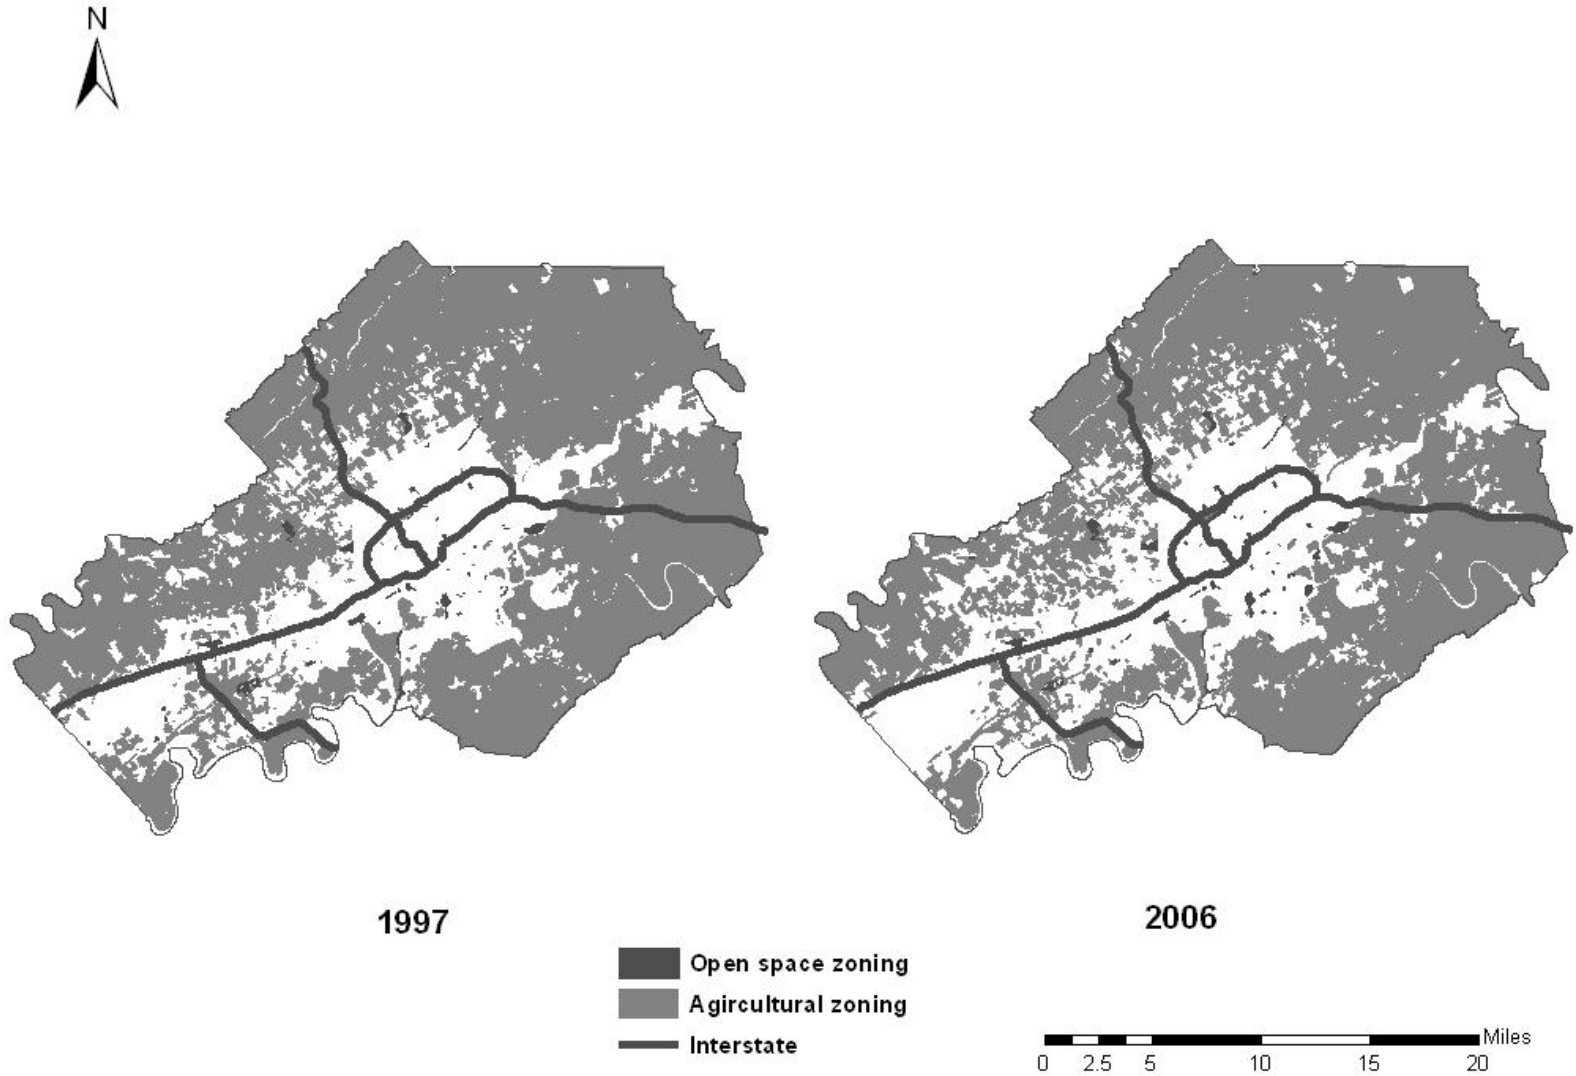 N
1997
2006
Open space zoning
Agircultural zoning
Interstate
Miles
0 2.5 5 10 15 20